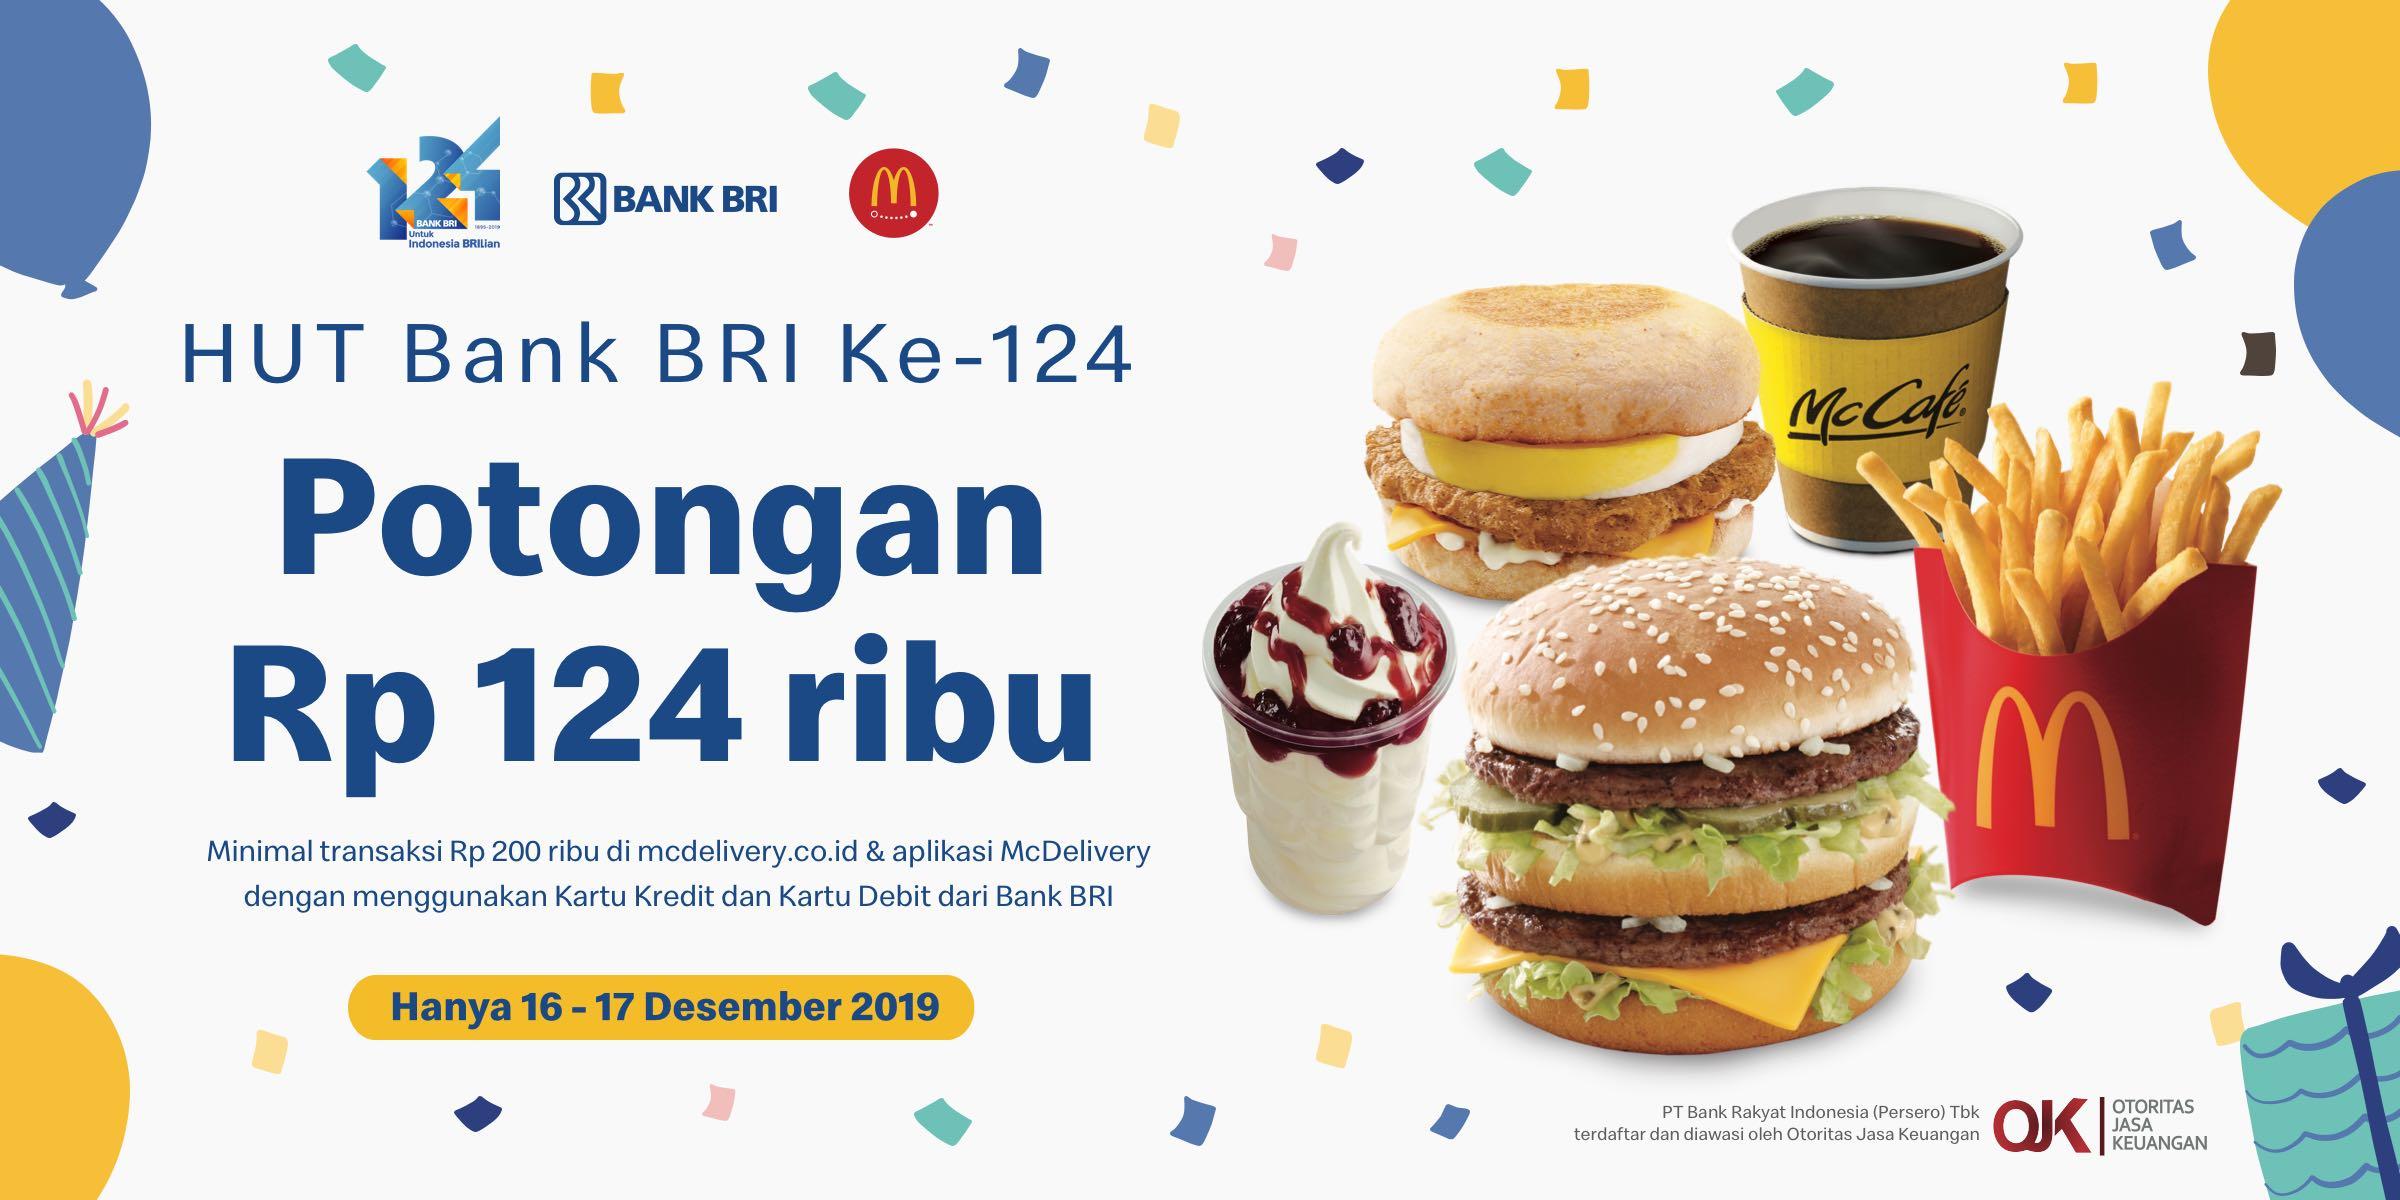 124
BANK BRI
1895-2019
Untuk
Indonesia BRILian
BANK BRI
HUT Bank BRI Ke-124
Potongan
Rp 124 ribu
Minimal transaksi Rp 200 ribu di mcdelivery.co.id & aplikasi McDelivery
dengan menggunakan Kartu Kredit dan Kartu Debit dari Bank BRI
Hanya 16 - 17 Desember 2019
McCafé®
PT Bank Rakyat Indonesia (Persero) Tbk
terdaftar dan diawasi oleh Otoritas Jasa Keuangan
OJK
OTORITAS
JASA
KEUANGAN